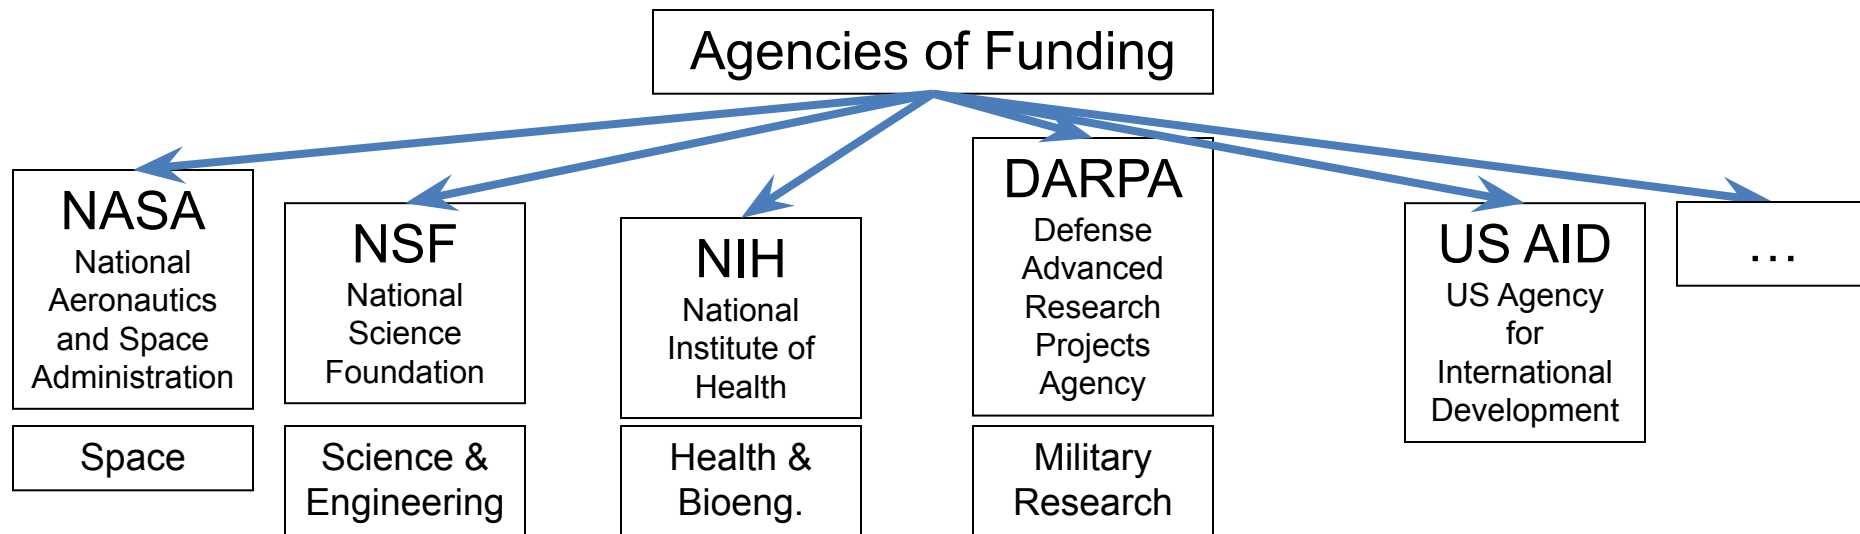 Agencies of Funding
NASA
National
Aeronautics
and Space
Administration
Space
NSF
National
Science
Foundation
Science &
Engineering
NIH
National
Institute of
Health
Health &
Bioeng.
DARPA
Defense
Advanced
Research
Projects
Agency
Military
Research
US AID
US Agency
for
International
Development
...